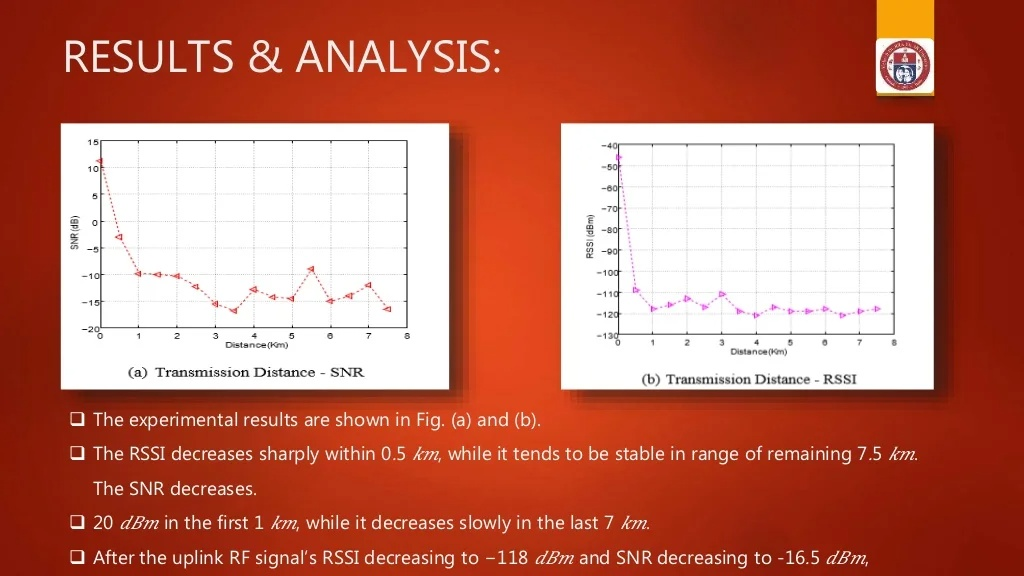 RESULTS & ANALYSIS:
15
10
5
0
−5
−10
−15
−20
SNR (dB)
0 1 2 3 4 5 6 7 8
Distance(Km)
(a) Transmission Distance - SNR
−40
−50
−60
−70
−80
−90
−100
−110
−120
−130
RSSI (dBm)
0 1 2 3 4 5 6 7 8
Distance(Km)
(b) Transmission Distance - RSSI
❑ The experimental results are shown in Fig. (a) and (b).
❑ The RSSI decreases sharply within 0.5 km, while it tends to be stable in range of remaining 7.5 km.
The SNR decreases.
❑ 20 dBm in the first 1 km, while it decreases slowly in the last 7 km.
❑ After the uplink RF signal’s RSSI decreasing to −118 dBm and SNR decreasing to -16.5 dBm,